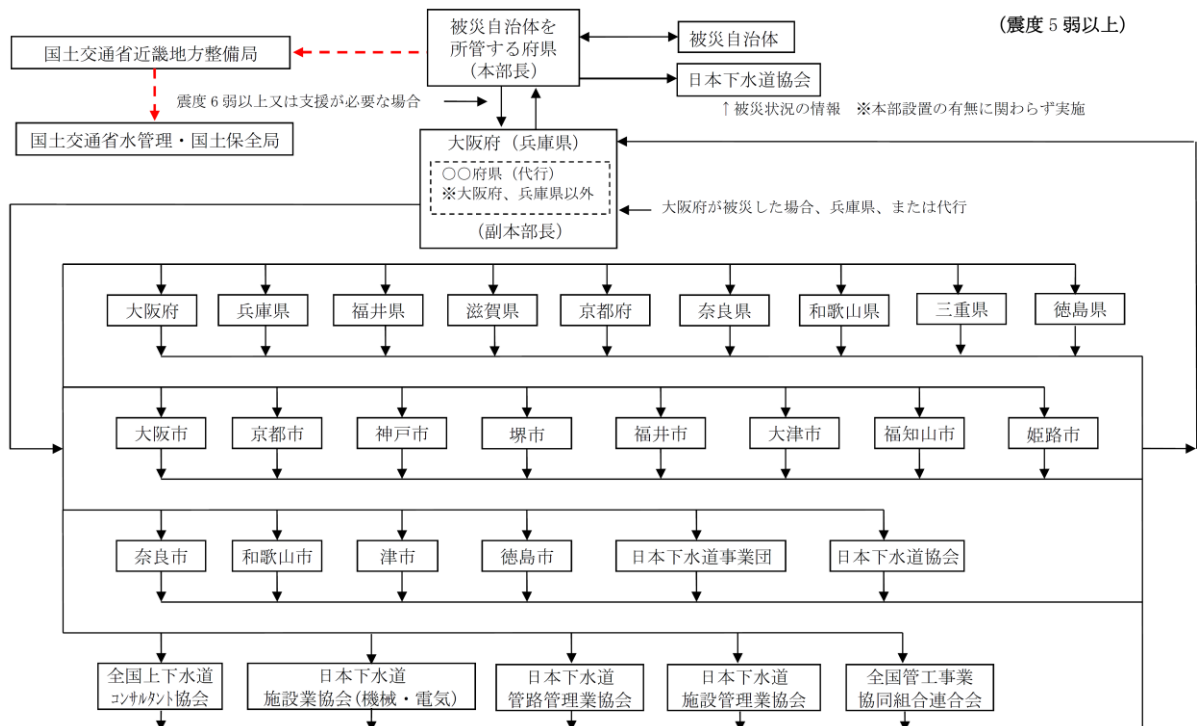 (震度 5 弱以上)
被災自治体を
所管する府県
(本部長)
被災自治体
国土交通省近畿地方整備局
日本下水道協会
震度 6 弱以上又は支援が必要な場合
↑被災状況の情報　※本部設置の有無に関わらず実施
国土交通省水管理・国土保全局
大阪府（兵庫県）
○○府県（代行）
※大阪府、兵庫県以外
大阪府が被災した場合、兵庫県、または代行
(副本部長)
大阪府
兵庫県
福井県
滋賀県
京都府
奈良県
和歌山県
三重県
徳島県
大阪市
京都市
神戸市
堺市
福井市
大津市
福知山市
姫路市
奈良市
和歌山市
津市
徳島市
日本下水道事業団
日本下水道協会
全国上下水道
コンサルタント協会
日本下水道
施設業協会(機械・電気)
日本下水道
管路管理業協会
日本下水道
施設管理業協会
全国管工事業
協同組合連合会